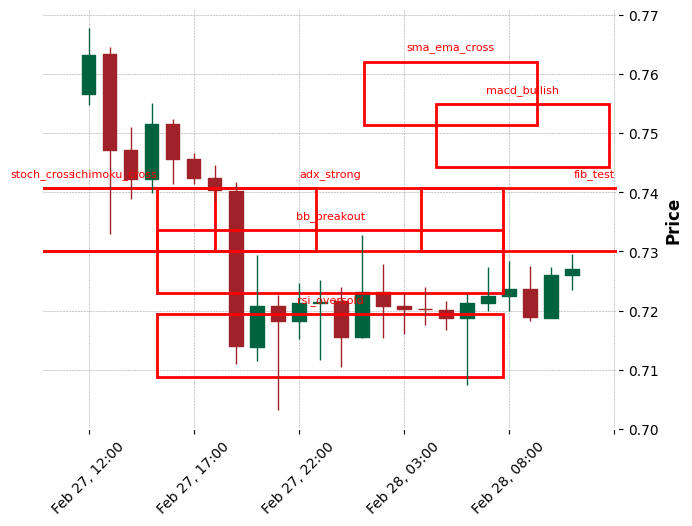 0.77
sma_ema_cross
0.76
macd_bullish
0.75
stoch_cross
adx_strong
fib_test
0.74
bb_breakout
0.73
rsi_oversold
0.72
0.71
0.70
Price
Feb 27, 12:00
Feb 27, 17:00
Feb 27, 22:00
Feb 28, 03:00
Feb 28, 08:00